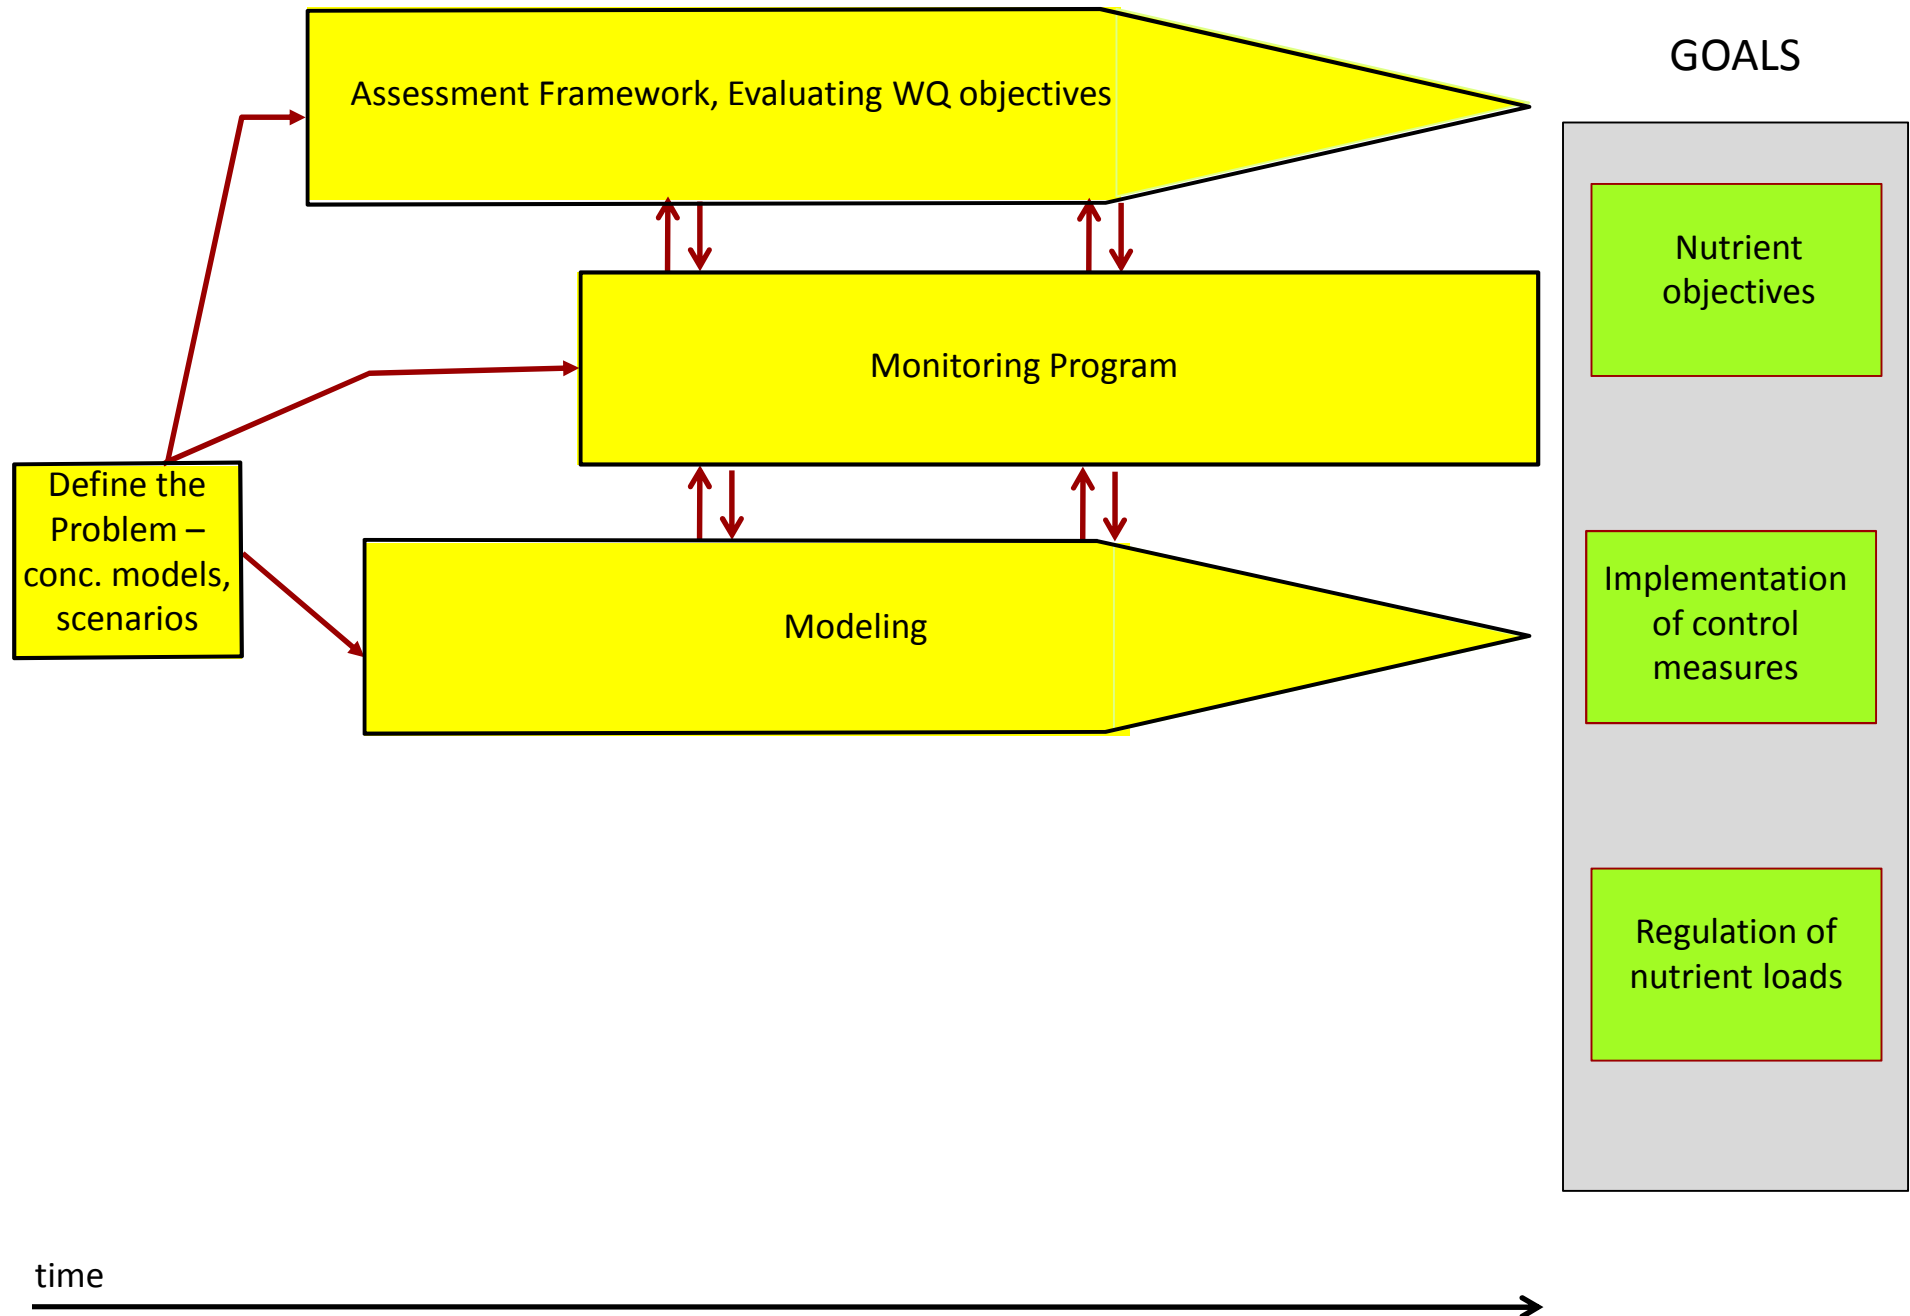 GOALS
Assessment Framework, Evaluating WQ objectives
Nutrient
objectives
Monitoring Program
Define the
Problem –
conc. models,
scenarios
Modeling
Implementation
of control
measures
Regulation of
nutrient loads
time